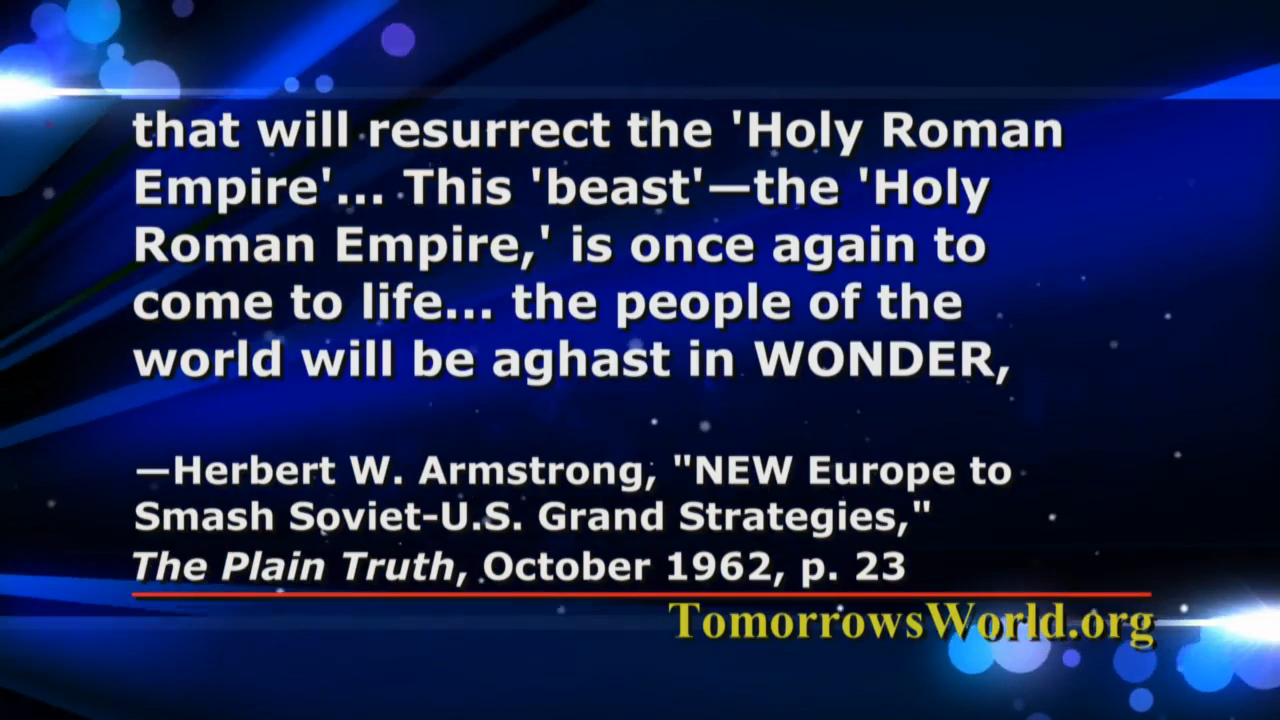 that will resurrect the 'Holy Roman
Empire'... This 'beast'—the 'Holy
Roman Empire,' is once again to
come to life... the people of the
world will be aghast in WONDER,
—Herbert W. Armstrong, "NEW Europe to
Smash Soviet-U.S. Grand Strategies,"
The Plain Truth, October 1962, p. 23
TomorrowsWorld.org